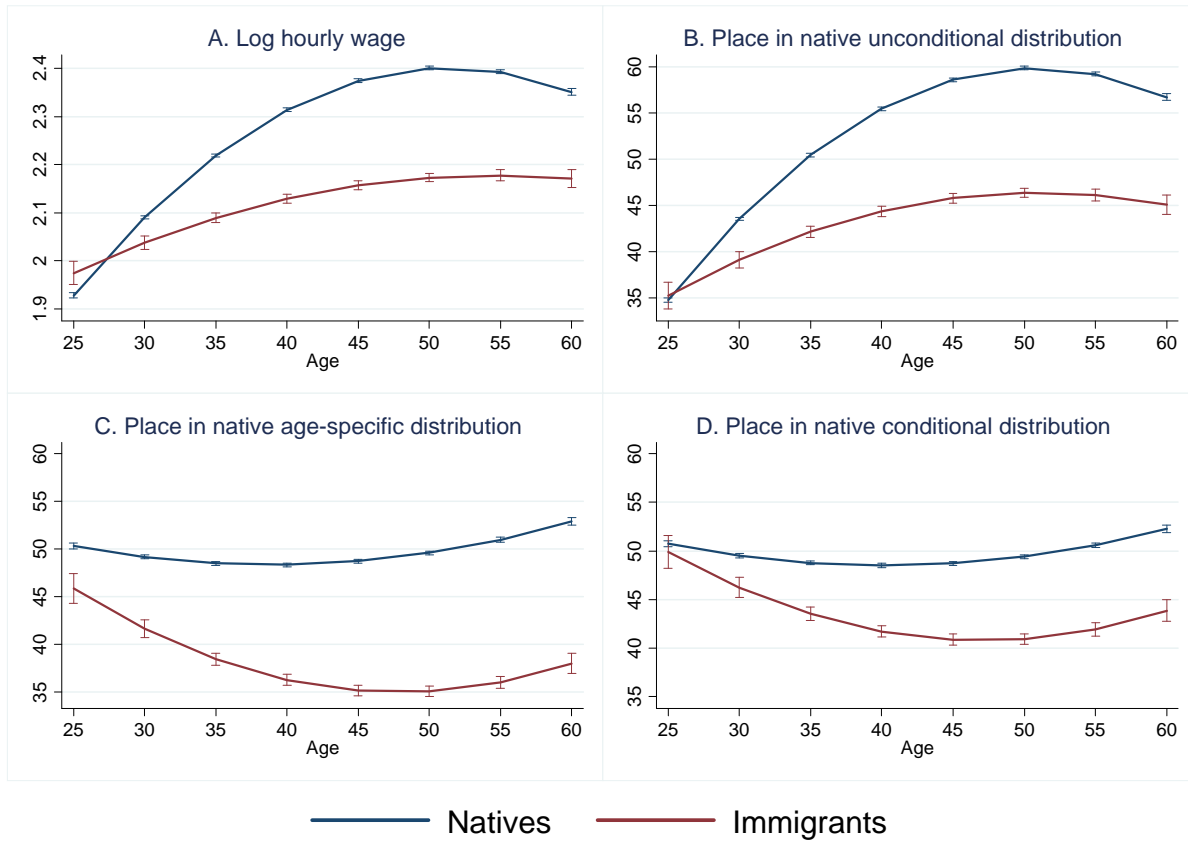 A. Log hourly wage
2.4
2.3
2.2
2.1
2
1.9
25 30 35 40 45 50 55 60
Age
B. Place in native unconditional distribution
60
55
50
45
40
35
25 30 35 40 45 50 55 60
Age
C. Place in native age-specific distribution
60
55
50
45
40
35
25 30 35 40 45 50 55 60
Age
D. Place in native conditional distribution
60
55
50
45
40
35
25 30 35 40 45 50 55 60
Age
Natives Immigrants